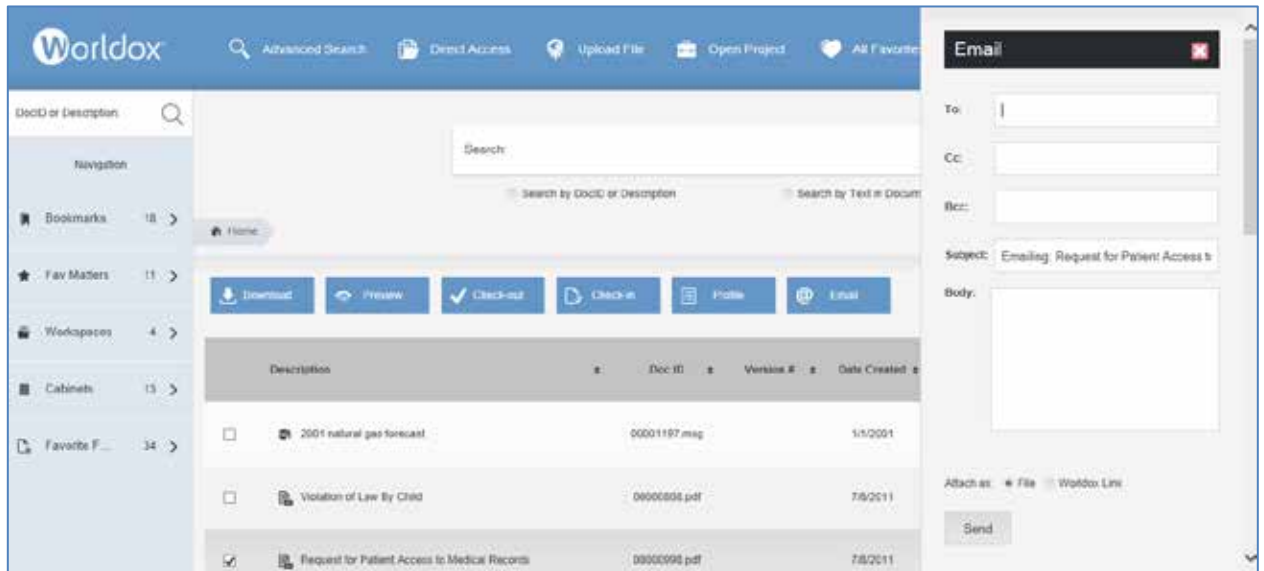 Worldox
Advanced Search
Direct Access
Upload File
Open Project
All Favorite
DocID or Description
Navigation
Bookmarks 18
Fav Matters 11
Workspaces 4
Cabinets 15
Favorite F... 34
Search:
Search by DocID or Description
Search by Text in Docum
Home
Download
Preview
Check-out
Check-in
Profile
Email
Description Doc ID Version # Date Created
2001 natural gas forecast 00001197.msg 1/1/2001
Violation of Law By Child 00000808.pdf 7/8/2011
Request for Patient Access to Medical Records 00000998.pdf 7/8/2011
Email
To:
Cc:
Bcc:
Subject: Emailing: Request for Patient Access t
Body:
Attach as: File Worldox Link
Send